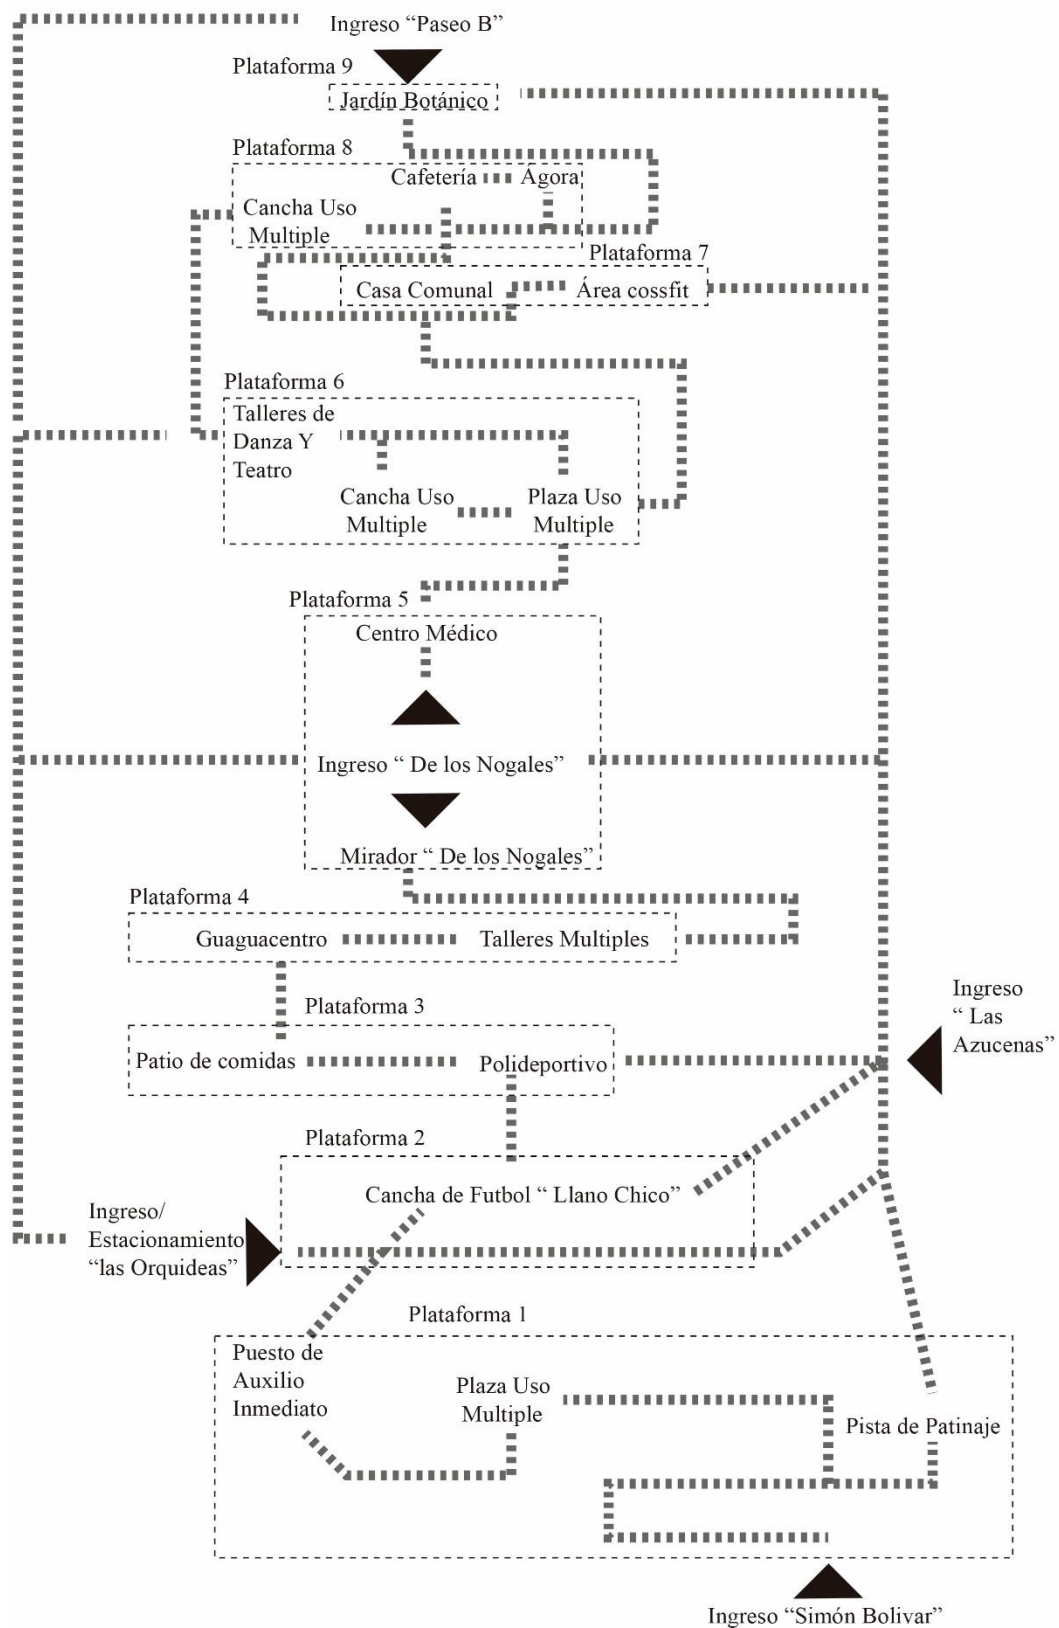 Ingreso “Paseo B”
Plataforma 9
Jardín Botánico
Plataforma 8
Cafetería
Ágora
Cancha Uso
Multiple
Plataforma 7
Casa Comunal
Área cossfit
Plataforma 6
Talleres de
Danza Y
Teatro
Cancha Uso
Multiple
Plaza Uso
Multiple
Plataforma 5
Centro Médico
Ingreso “ De los Nogales”
Mirador “ De los Nogales”
Plataforma 4
Guaguacentro
Talleres Multiples
Plataforma 3
Patio de comidas
Polideportivo
Ingreso
“ Las
Azucenas”
Plataforma 2
Cancha de Futbol “ Llano Chico”
Ingreso/
Estacionamiento
“las Orquideas”
Plataforma 1
Puesto de
Auxilio
Inmediato
Plaza Uso
Multiple
Pista de Patinaje
Ingreso “Simón Bolivar”